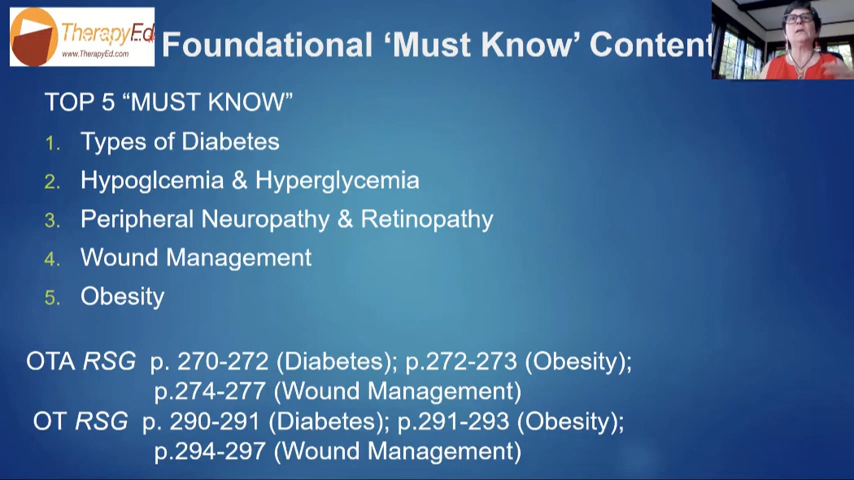 TherapyEd
www.TherapyEd.com
Foundational ‘Must Know’ Content
TOP 5 “MUST KNOW”
1. Types of Diabetes
2. Hypoglcemia & Hyperglycemia
3. Peripheral Neuropathy & Retinopathy
4. Wound Management
5. Obesity
OTA RSG p. 270-272 (Diabetes); p.272-273 (Obesity);
p.274-277 (Wound Management)
OT RSG p. 290-291 (Diabetes); p.291-293 (Obesity);
p.294-297 (Wound Management)